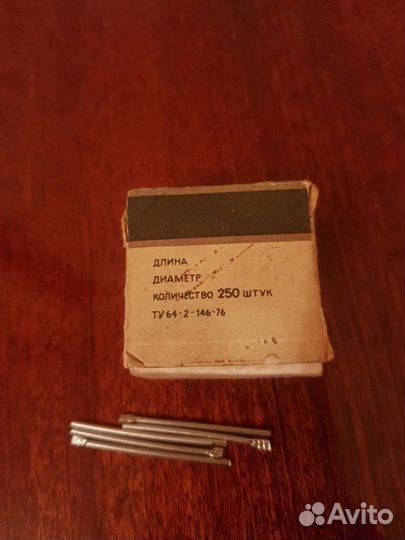 ДЛИНА
ДИАМЕТР
КОЛИЧЕСТВО 250 ШТУК
ТУ 64-2-146-76
Avito